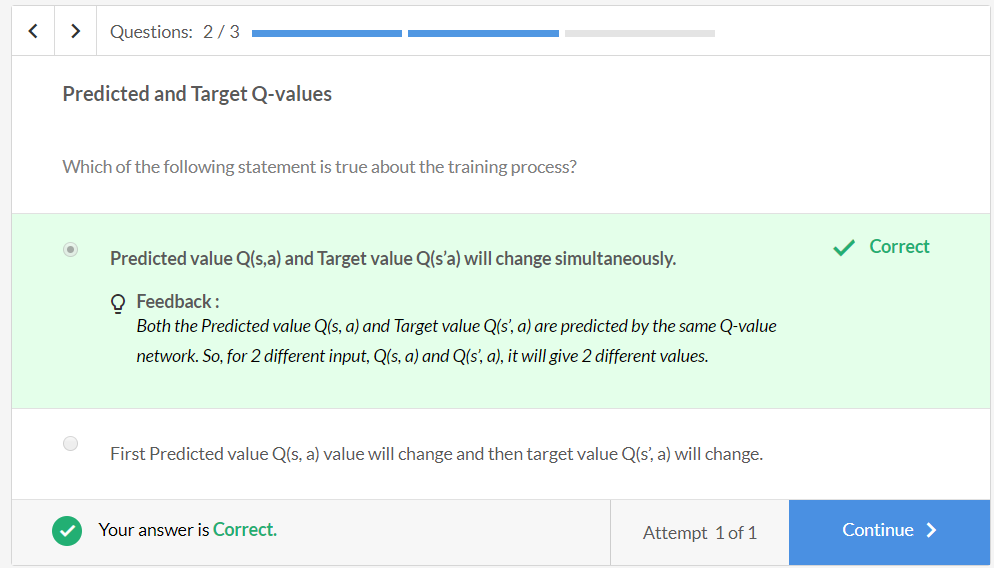 Questions: 2 / 3
Predicted and Target Q-values
Which of the following statement is true about the training process?
Predicted value Q(s,a) and Target value Q(s’a) will change simultaneously.
Correct
Feedback :
Both the Predicted value Q(s, a) and Target value Q(s’, a) are predicted by the same Q-value
network. So, for 2 different input, Q(s, a) and Q(s’, a), it will give 2 different values.
First Predicted value Q(s, a) value will change and then target value Q(s’, a) will change.
Your answer is Correct.
Attempt 1 of 1
Continue